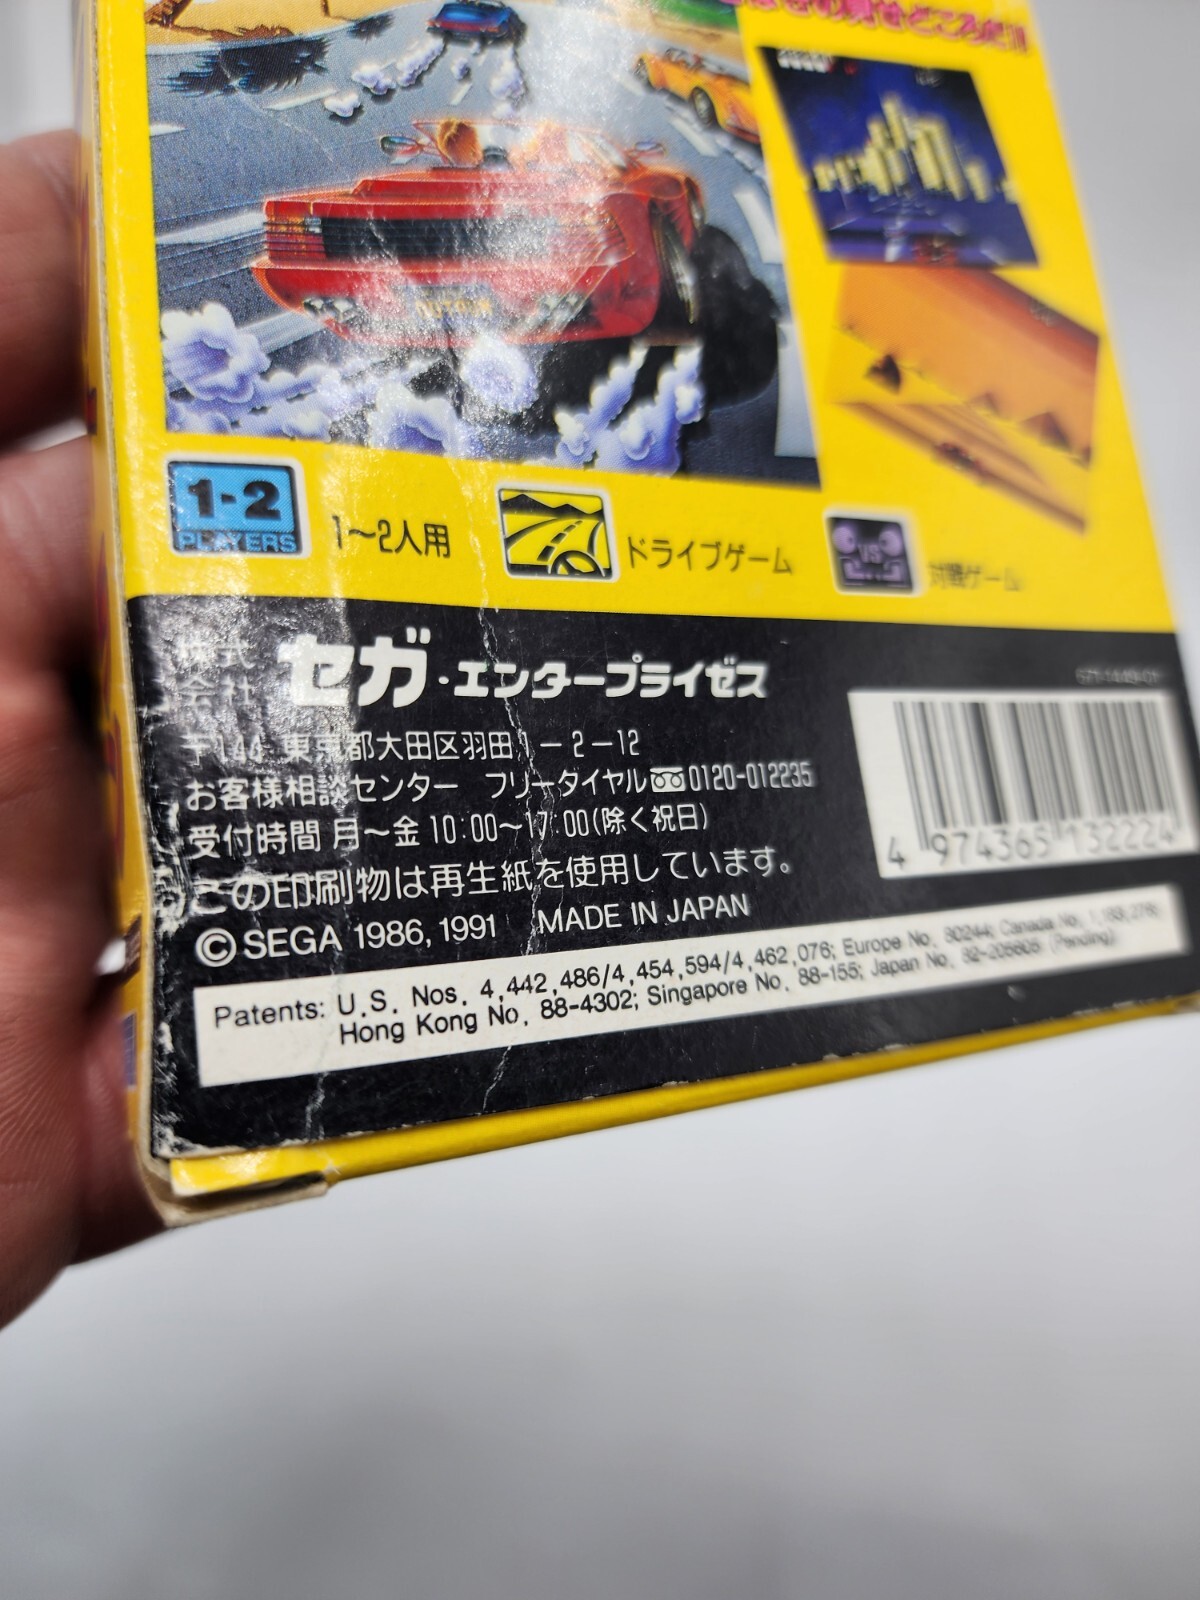 OUTRUN
1-2
PLAYERS
1～2人用
ドライブゲーム
VS
対戦ゲーム
株式
会社
セガ・エンタープライゼス
〒144 東京都大田区羽田1－2－12
お客様相談センター フリーダイヤル 0120-012235
受付時間 月～金 10:00～17:00(除く祝日)
この印刷物は再生紙を使用しています。
© SEGA 1986, 1991 MADE IN JAPAN
4 974365 132224
Patents: U.S. Nos. 4,442,486/4,454,594/4,462,076; Europe No. 80244; Canada No. 1,183,276;
Hong Kong No. 88-4302; Singapore No. 88-155; Japan No. 82-205605 (Pending)